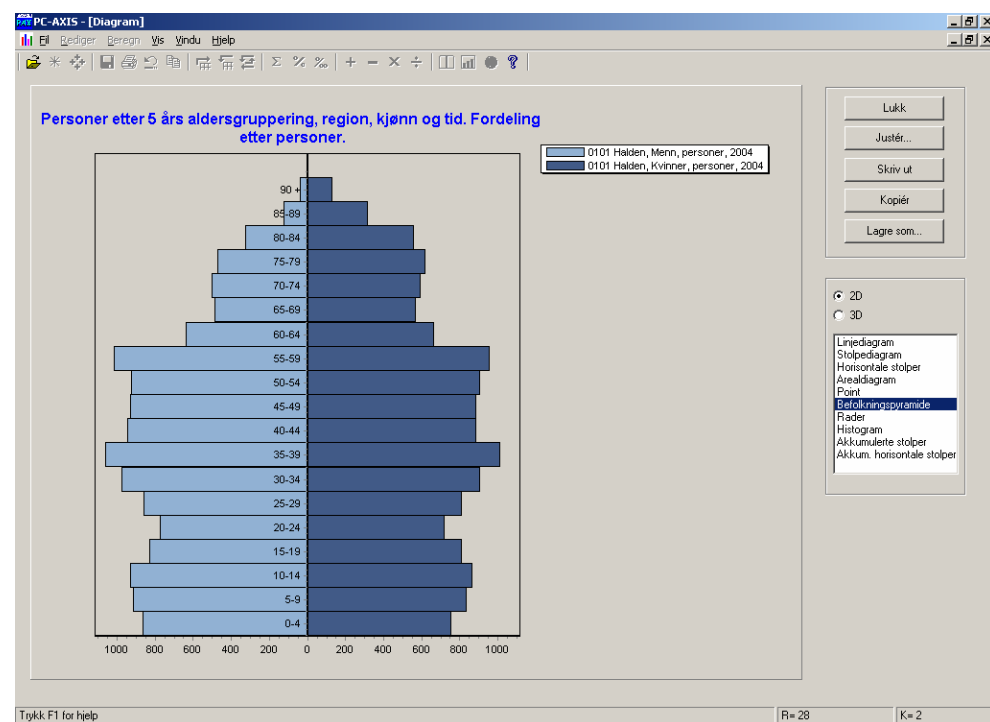 PC-AXIS - [Diagram]
Fil Rediger Beregn Vis Vindu Hjelp
Personer etter 5 års aldersgruppering, region, kjønn og tid. Fordeling
etter personer.
0101 Halden, Menn, personer, 2004
0101 Halden, Kvinner, personer, 2004
90 +
85-89
80-84
75-79
70-74
65-69
60-64
55-59
50-54
45-49
40-44
35-39
30-34
25-29
20-24
15-19
10-14
5-9
0-4
1000 800 600 400 200 0 200 400 600 800 1000
Lukk
Justér...
Skriv ut
Kopiér
Lagre som...
2D
3D
Linjediagram
Stolpediagram
Horisontale stolper
Arealdiagram
Point
Befolkningspyramide
Rader
Histogram
Akkumulerte stolper
Akkum. horisontale stolper
Trykk F1 for hjelp R= 28 K= 2